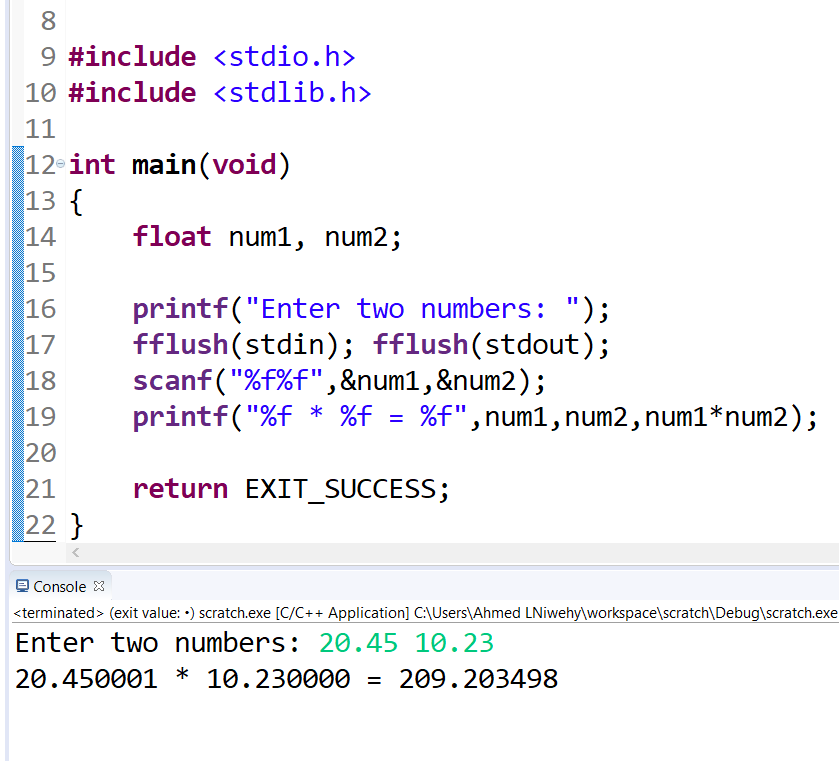 8
9 #include <stdio.h>
10 #include <stdlib.h>
11
12 int main(void)
13 {
14     float num1, num2;
15
16     printf("Enter two numbers: ");
17     fflush(stdin); fflush(stdout);
18     scanf("%f%f",&num1,&num2);
19     printf("%f * %f = %f",num1,num2,num1*num2);
20
21     return EXIT_SUCCESS;
22 }
Console
<terminated> (exit value: •) scratch.exe [C/C++ Application] C:\Users\Ahmed LNiwehy\workspace\scratch\Debug\scratch.exe
Enter two numbers: 20.45 10.23
20.450001 * 10.230000 = 209.203498